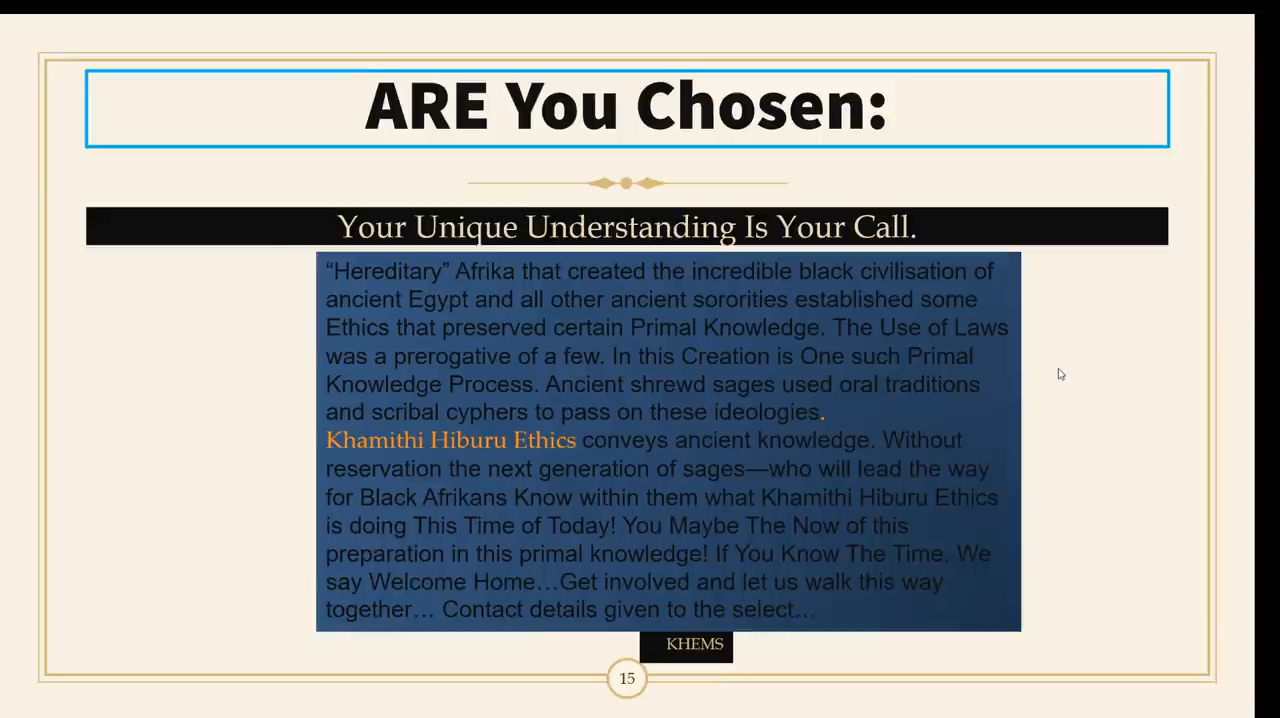 ARE You Chosen:
Your Unique Understanding Is Your Call.
“Hereditary” Afrika that created the incredible black civilisation of
ancient Egypt and all other ancient sororities established some
Ethics that preserved certain Primal Knowledge. The Use of Laws
was a prerogative of a few. In this Creation is One such Primal
Knowledge Process. Ancient shrewd sages used oral traditions
and scribal cyphers to pass on these ideologies.
Khamithi Hiburu Ethics conveys ancient knowledge. Without
reservation the next generation of sages—who will lead the way
for Black Afrikans Know within them what Khamithi Hiburu Ethics
is doing This Time of Today! You Maybe The Now of this
preparation in this primal knowledge! If You Know The Time. We
say Welcome Home…Get involved and let us walk this way
together… Contact details given to the select…
KHEMS
15